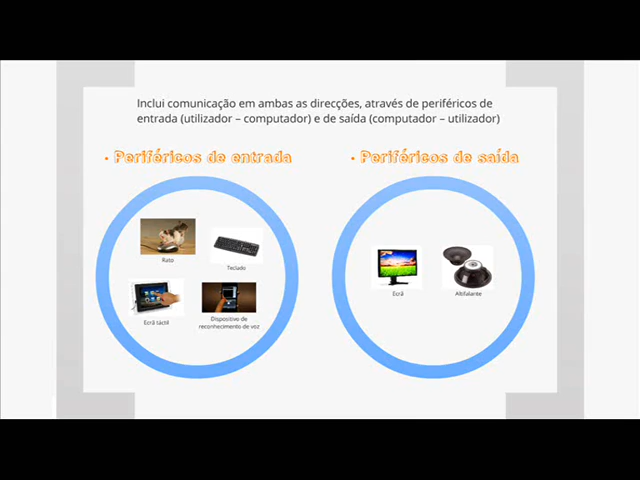 Inclui comunicação em ambas as direcções, através de periféricos de
entrada (utilizador – computador) e de saída (computador – utilizador)
• Periféricos de entrada
• Periféricos de saída
Rato
Teclado
Ecrã táctil
Dispositivo de
reconhecimento de voz
Ecrã
Altifalante